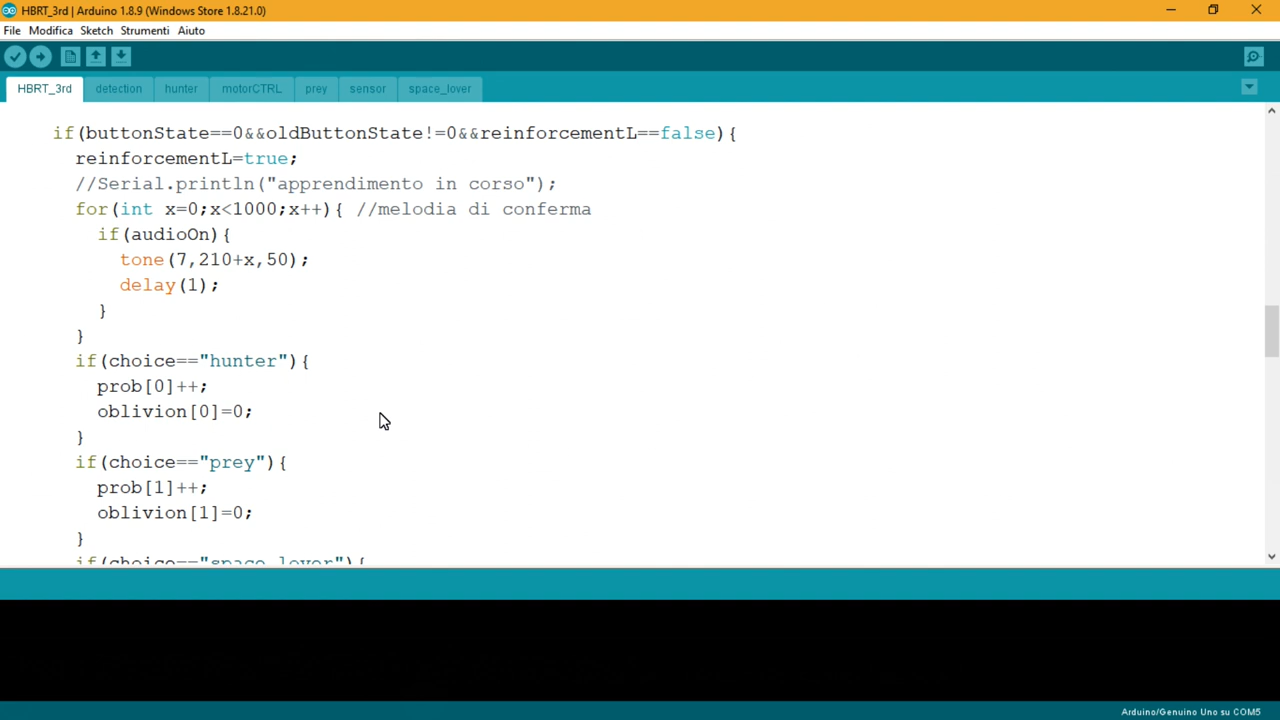 HBRT_3rd | Arduino 1.8.9 (Windows Store 1.8.21.0)
File Modifica Sketch Strumenti Aiuto
HBRT_3rd detection hunter motorCTRL prey sensor space_lover
if(buttonState==0&&oldButtonState!=0&&reinforcementL==false){
reinforcementL=true;
//Serial.println("apprendimento in corso");
for(int x=0;x<1000;x++){ //melodia di conferma
if(audioOn){
tone(7,210+x,50);
delay(1);
}
}
if(choice=="hunter"){
prob[0]++;
oblivion[0]=0;
}
if(choice=="prey"){
prob[1]++;
oblivion[1]=0;
}
if(choice=="space_lover"){
Arduino/Genuino Uno su COM5